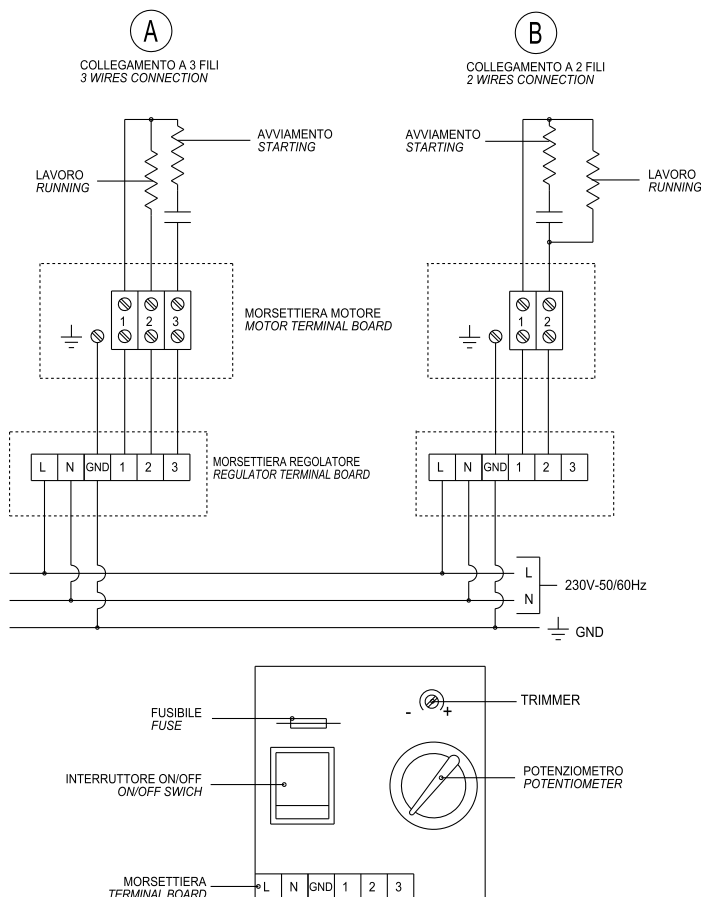 A
COLLEGAMENTO A 3 FILI
3 WIRES CONNECTION
AVVIAMENTO
STARTING
LAVORO
RUNNING
1 2 3
MORSETTIERA MOTORE
MOTOR TERMINAL BOARD
L N GND 1 2 3
MORSETTIERA REGOLATORE
REGULATOR TERMINAL BOARD
B
COLLEGAMENTO A 2 FILI
2 WIRES CONNECTION
AVVIAMENTO
STARTING
LAVORO
RUNNING
1 2
L N GND 1 2 3
L
N
230V-50/60Hz
GND
FUSIBILE
FUSE
- +
TRIMMER
INTERRUTTORE ON/OFF
ON/OFF SWICH
POTENZIOMETRO
POTENTIOMETER
MORSETTIERA
TERMINAL BOARD
L N GND 1 2 3